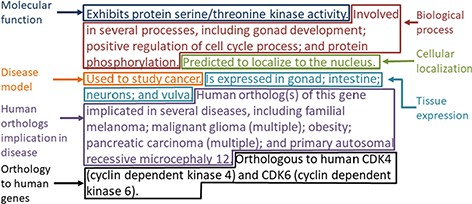 Molecular function
Exhibits protein serine/threonine kinase activity. Involved
in several processes, including gonad development;
positive regulation of cell cycle process; and protein
phosphorylation. Predicted to localize to the nucleus.
Used to study cancer. Is expressed in gonad; intestine;
neurons; and vulva. Human ortholog(s) of this gene
implicated in several diseases, including familial
melanoma; malignant glioma (multiple); obesity;
pancreatic carcinoma (multiple); and primary autosomal
recessive microcephaly 12. Orthologous to human CDK4
(cyclin dependent kinase 4) and CDK6 (cyclin dependent
kinase 6).
Biological
process
Cellular
localization
Disease
model
Tissue
expression
Human
orthologs
implication in
disease
Orthology
to human
genes